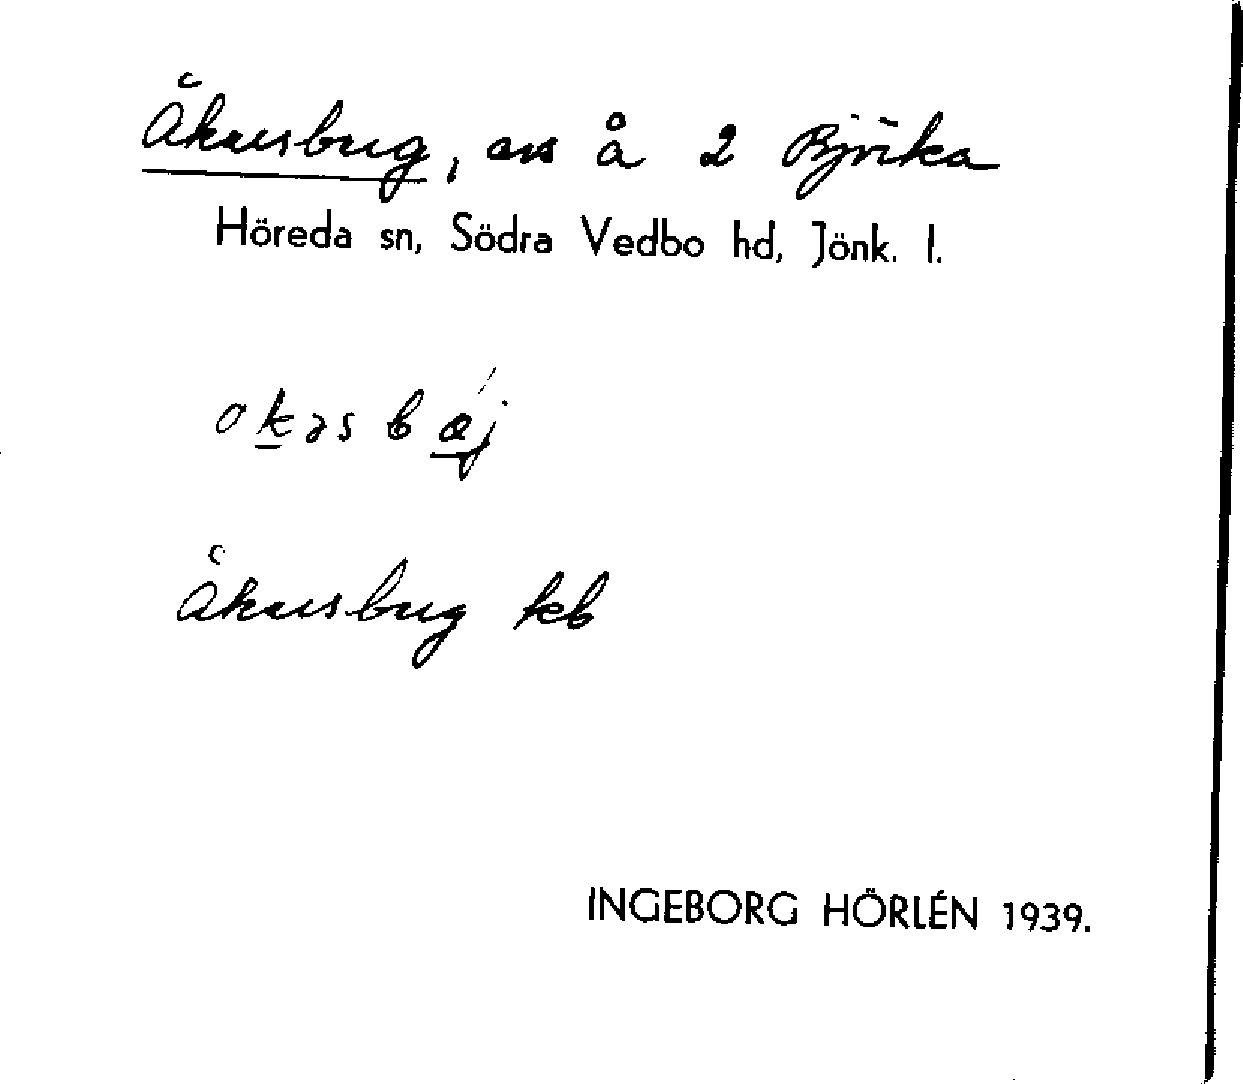 Åkersberg, avs å 2 Björka
Höreda sn, Södra Vedbo hd, Jönk. l.
Åkersberg kb
INGEBORG HÖRLÉN 1939.